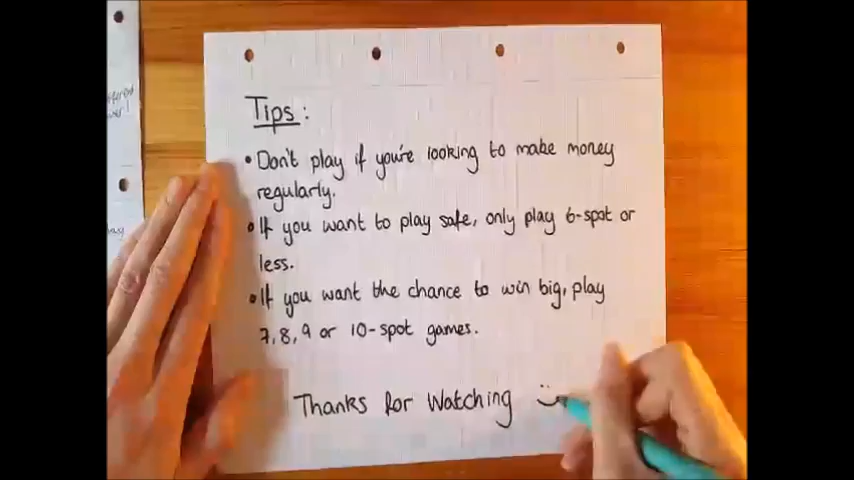 Tips:
• Don't play if you're looking to make money
regularly.
• If you want to play safe, only play 6-spot or
less.
• If you want the chance to win big, play
7, 8, 9 or 10-spot games.
Thanks for Watching